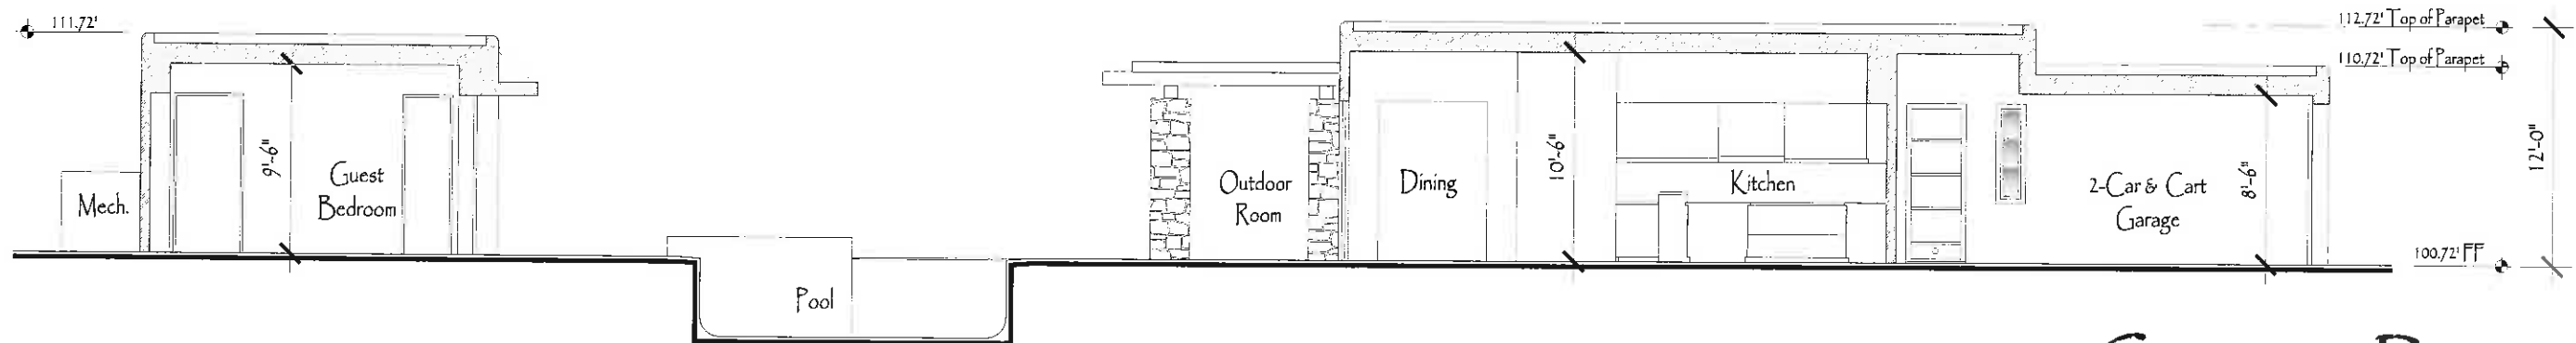 111.72'
112.72' Top of Parapet
110.72' Top of Parapet
9'-6"
10'-6"
8'-6"
12'-0"
Mech.
Guest
Bedroom
Outdoor
Room
Dining
Kitchen
2-Car & Cart
Garage
100.72' FF
Pool